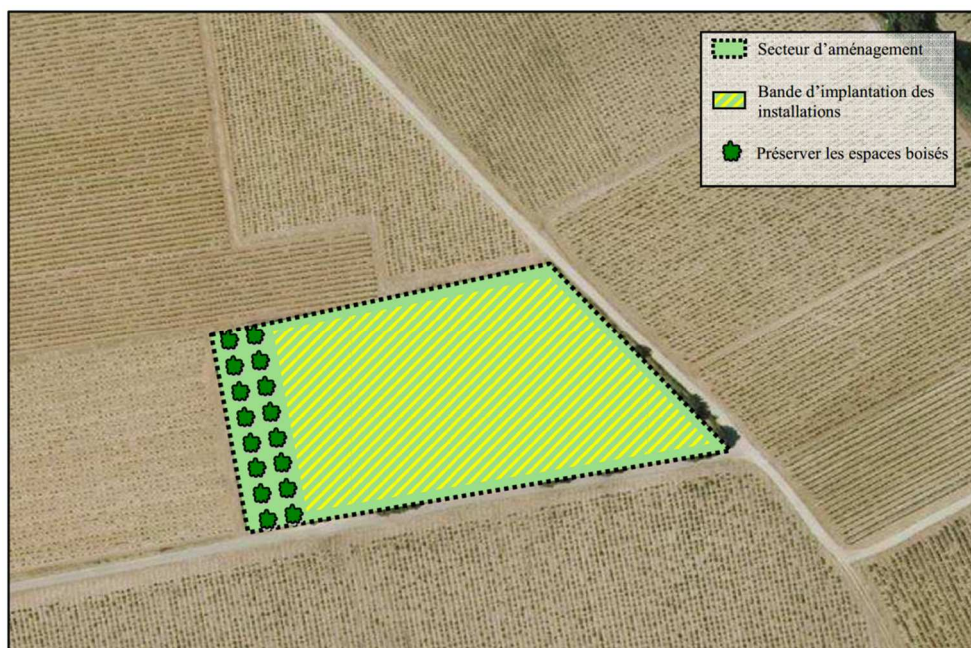 Secteur d’aménagement
Bande d’implantation des
installations
Préserver les espaces boisés